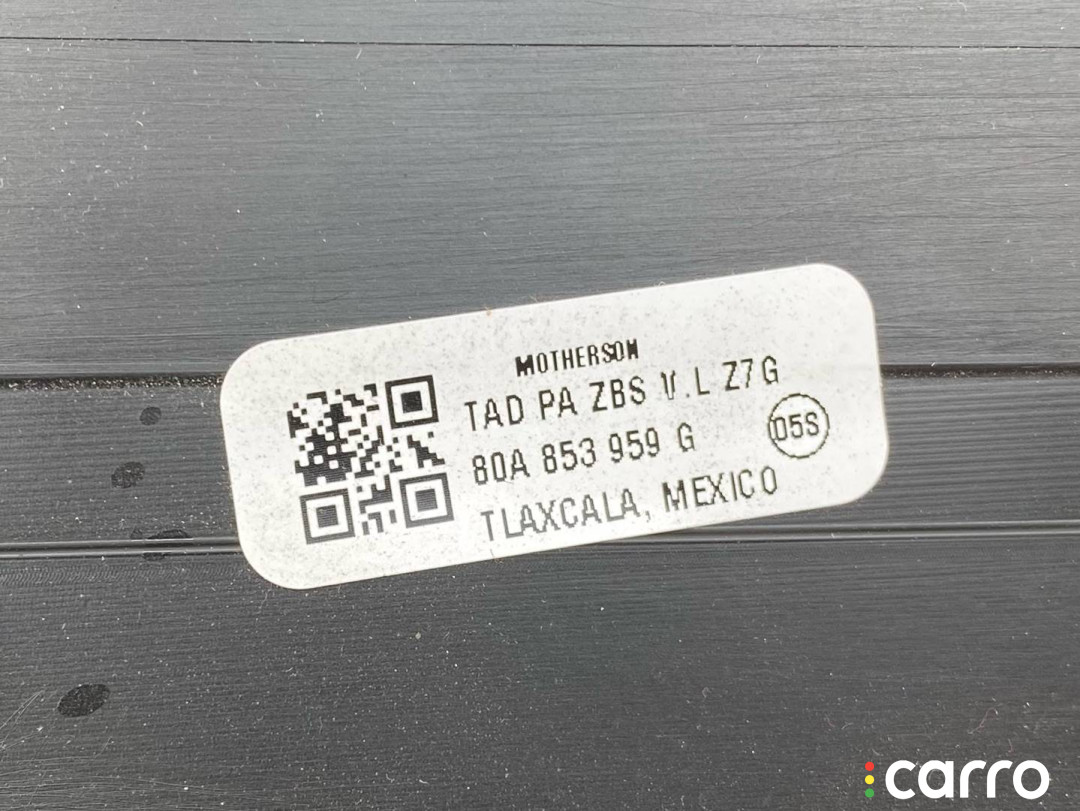 MOTHERSON
TAD PA ZBS V.L Z7G
80A 853 959 G
05S
TLAXCALA, MEXICO
carro